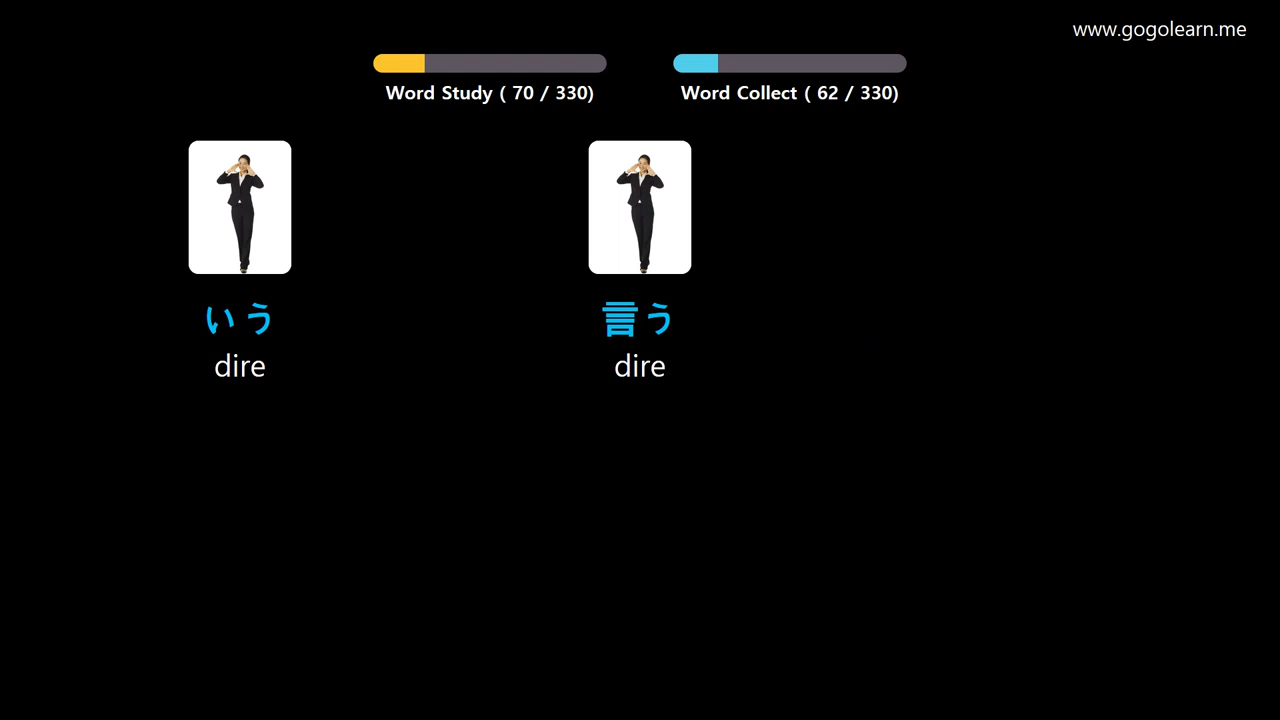 www.gogolearn.me
Word Study ( 70 / 330)
Word Collect ( 62 / 330)
いう
dire
言う
dire